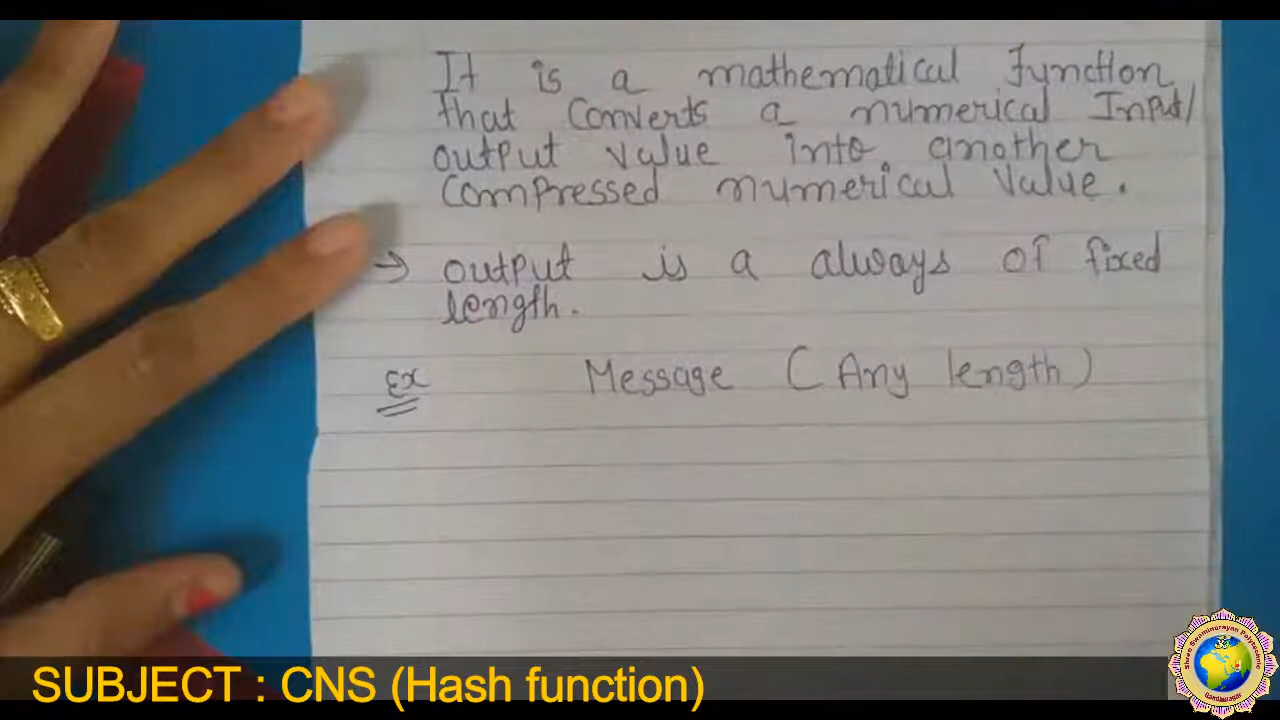 It is a mathematical function
that converts a numerical Input/
output value into another
compressed numerical value.
→ output is a always of fixed
length.
Ex Message ( Any length )
SUBJECT : CNS (Hash function)